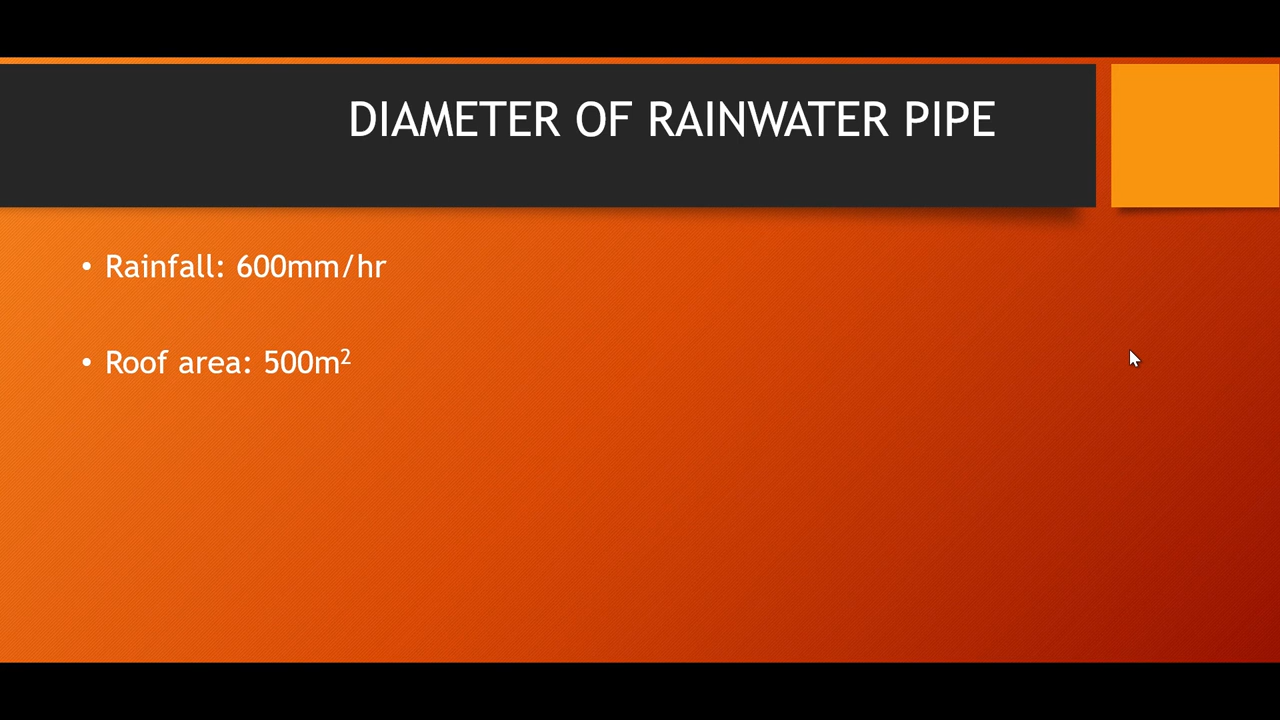 DIAMETER OF RAINWATER PIPE
• Rainfall: 600mm/hr
• Roof area: 500m²